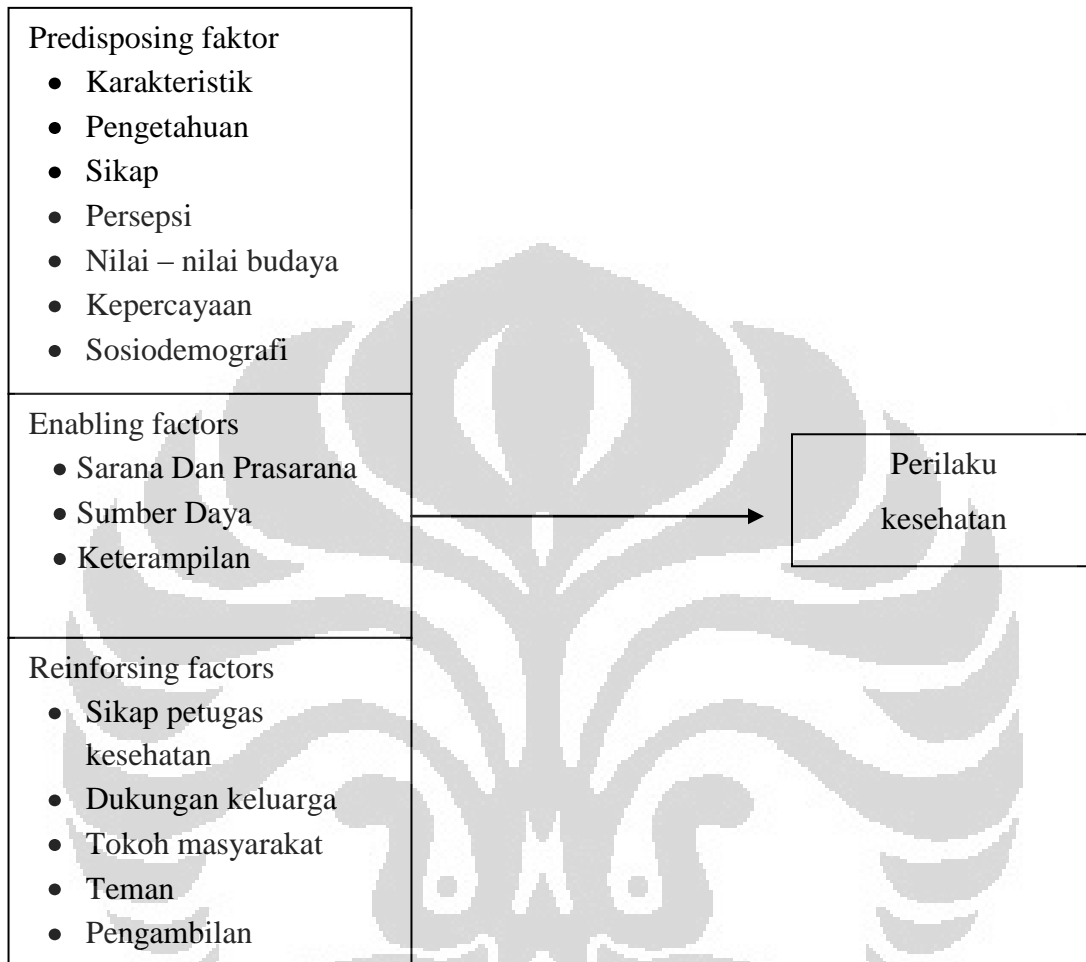 Predisposing faktor
• Karakteristik
• Pengetahuan
• Sikap
• Persepsi
• Nilai – nilai budaya
• Kepercayaan
• Sosiodemografi
Enabling factors
• Sarana Dan Prasarana
• Sumber Daya
• Keterampilan
Reinforsing factors
• Sikap petugas
kesehatan
• Dukungan keluarga
• Tokoh masyarakat
• Teman
• Pengambilan
Perilaku
kesehatan